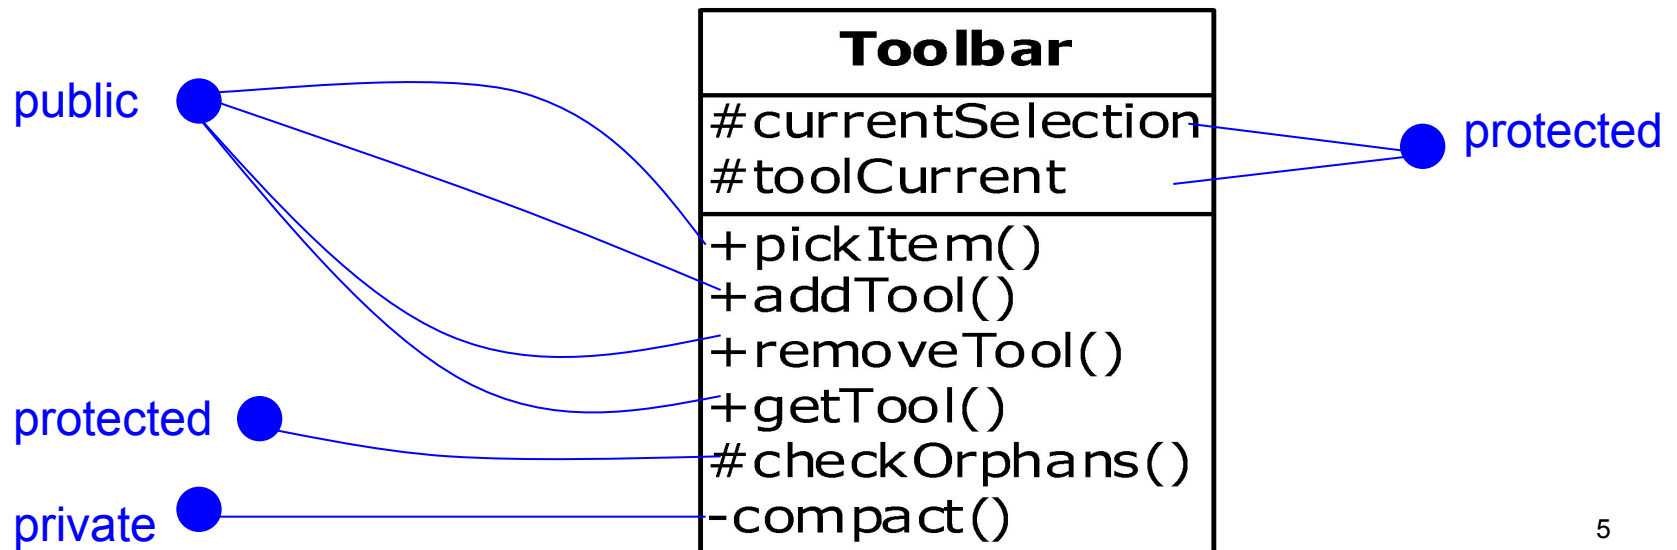 Toolbar
public
#currentSelection
protected
#toolCurrent
+pickItem()
+addTool()
+removeTool()
+getTool()
protected
#checkOrphans()
private
-compact()
5